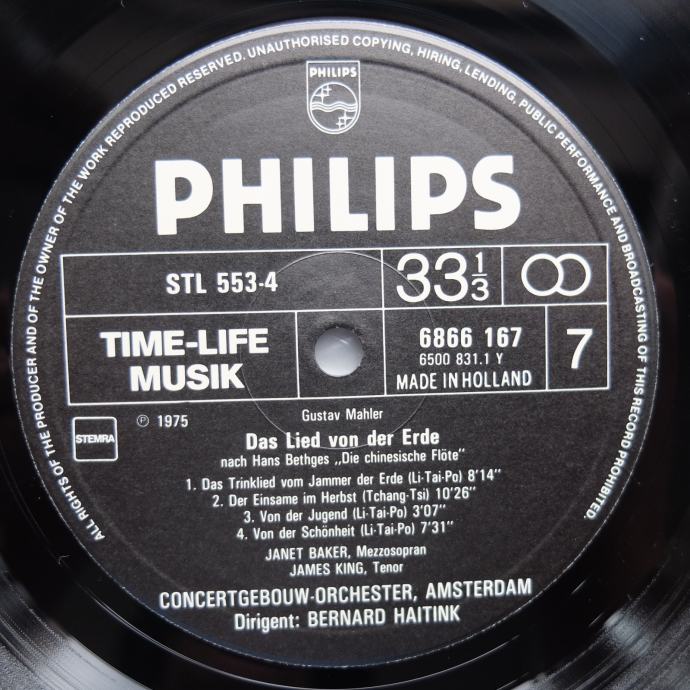 ALL RIGHTS OF THE PRODUCER AND OF THE OWNER OF THE WORK REPRODUCED RESERVED. UNAUTHORISED COPYING, HIRING, LENDING, PUBLIC PERFORMANCE AND BROADCASTING OF THIS RECORD PROHIBITED.
PHILIPS
PHILIPS
STL 553-4
33 1/3
TIME-LIFE
MUSIK
6866 167
6500 831.1 Y
MADE IN HOLLAND
7
STEMRA
℗ 1975
Gustav Mahler
Das Lied von der Erde
nach Hans Bethges „Die chinesische Flöte"
1. Das Trinklied vom Jammer der Erde (Li-Tai-Po) 8'14"
2. Der Einsame im Herbst (Tchang-Tsi) 10'26"
3. Von der Jugend (Li-Tai-Po) 3'07"
4. Von der Schönheit (Li-Tai-Po) 7'31"
JANET BAKER, Mezzosopran
JAMES KING, Tenor
CONCERTGEBOUW-ORCHESTER, AMSTERDAM
Dirigent: BERNARD HAITINK